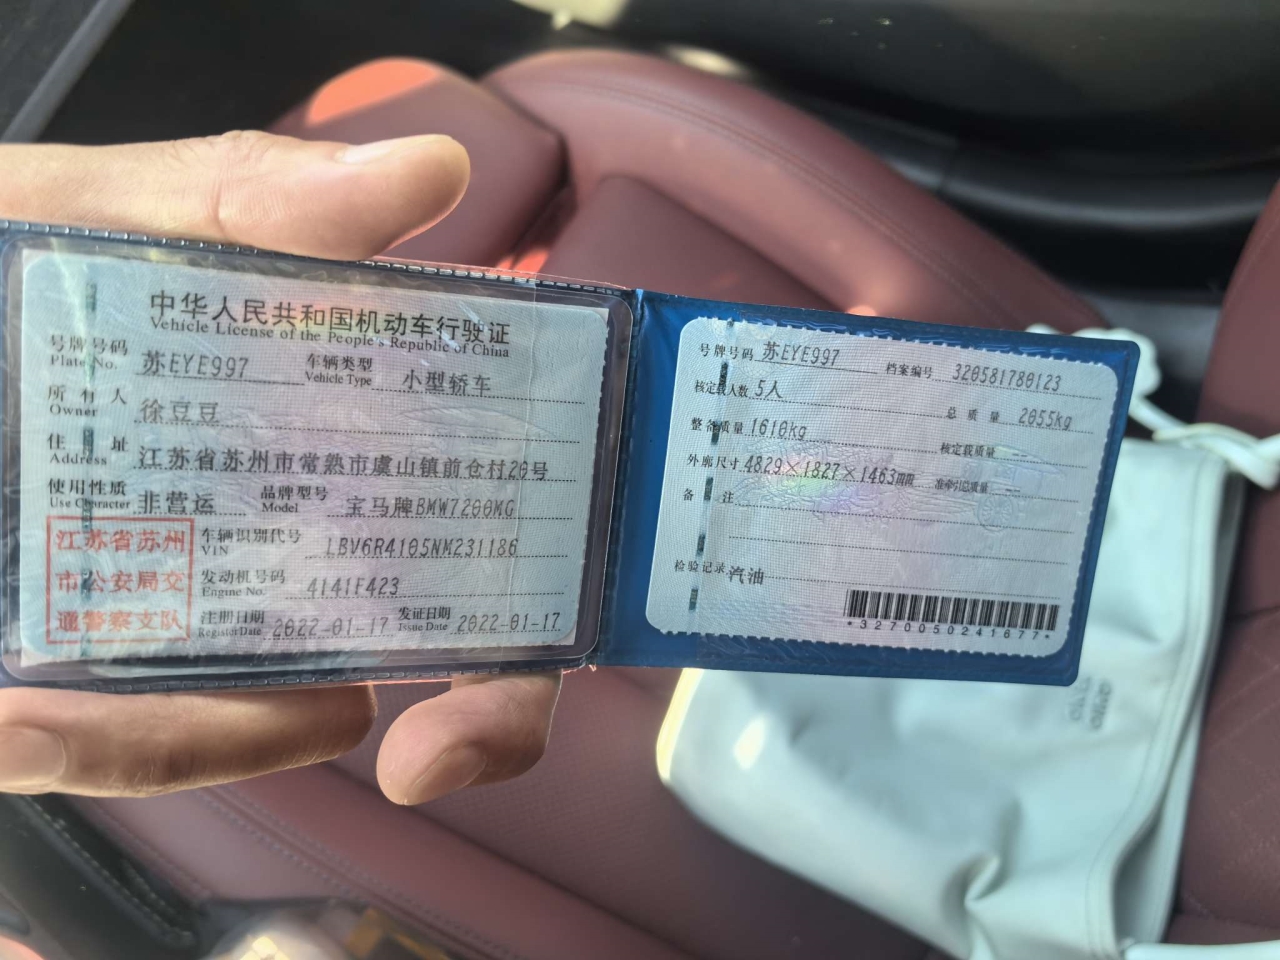 中华人民共和国机动车行驶证
Vehicle License of the People's Republic of China
号牌号码 苏EYE997 车辆类型 小型轿车
Plate No. Vehicle Type
所有人 徐豆豆
Owner
住址 江苏省苏州市常熟市虞山镇前仓村26号
Address
使用性质 非营运 品牌型号 宝马牌BMW7200MG
Use Character Model
江苏省苏州
市公安局交
通警察支队
车辆识别代号 LBV6R4105NM231186
VIN
发动机号码 4141F423
Engine No.
注册日期 2022-01-17 发证日期 2022-01-17
Register Date Issue Date
号牌号码 苏EYE997 档案编号 320581780123
核定载人数 5人 总质量 2055kg
整备质量 1610kg 核定载质量 --
外廓尺寸 4829×1827×1463mm 准牵引总质量 --
备注
检验记录 汽油
*3270050241677*